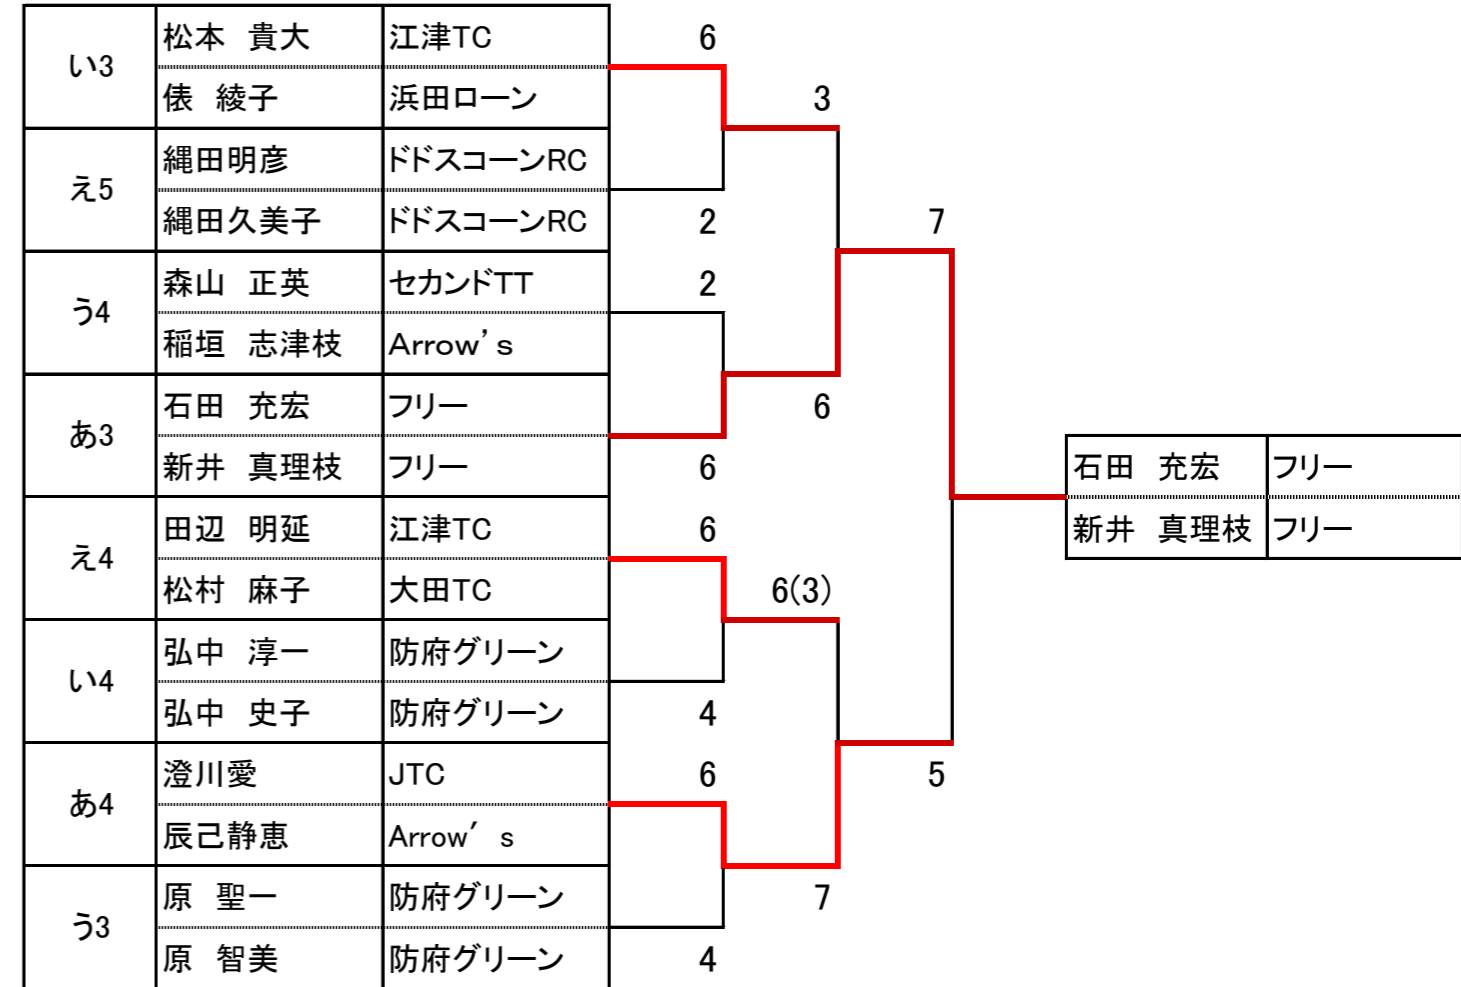 い3
松本 貴大 江津TC 6
俵 綾子 浜田ローン 3
え5
縄田明彦 ドドスコーンRC
縄田久美子 ドドスコーンRC 2 7
う4
森山 正英 セカンドTT 2
稲垣 志津枝 Arrow's
あ3
石田 充宏 フリー 6
新井 真理枝 フリー 6
石田 充宏 フリー
新井 真理枝 フリー
え4
田辺 明延 江津TC 6
松村 麻子 大田TC 6(3)
い4
弘中 淳一 防府グリーン
弘中 史子 防府グリーン 4
あ4
澄川愛 JTC 6 5
辰己静恵 Arrow′ s
う3
原 聖一 防府グリーン 7
原 智美 防府グリーン 4